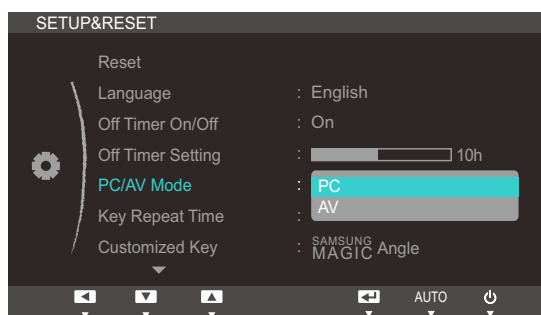 SETUP&RESET
Reset
Language : English
Off Timer On/Off : On
Off Timer Setting : 10h
PC/AV Mode : PC
AV
Key Repeat Time :
Customized Key : SAMSUNG MAGIC Angle
AUTO